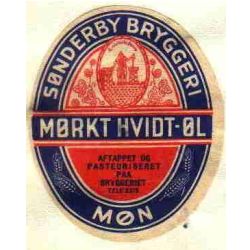 SØNDERBY BRYGGERI
MØRKT HVIDT-ØL
AFTAPPET OG
PASTEURISERET
PAA
BRYGGERIET
MØN